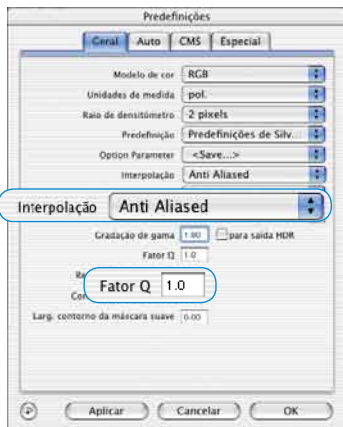 Predefinições
Geral Auto CMS Especial
Modelo de cor RGB
Unidades de medida pol.
Raio de densitómetro 2 pixels
Predefinição Predefinições de Silv...
Option Parameter <Save...>
Interpolação Anti Aliased
Interpolação Anti Aliased
Gradação de gama 1.00 para saída HDR
Fator Q 1.0
Fator Q 1.0
Larg. contorno da máscara suave 0.00
Aplicar Cancelar OK